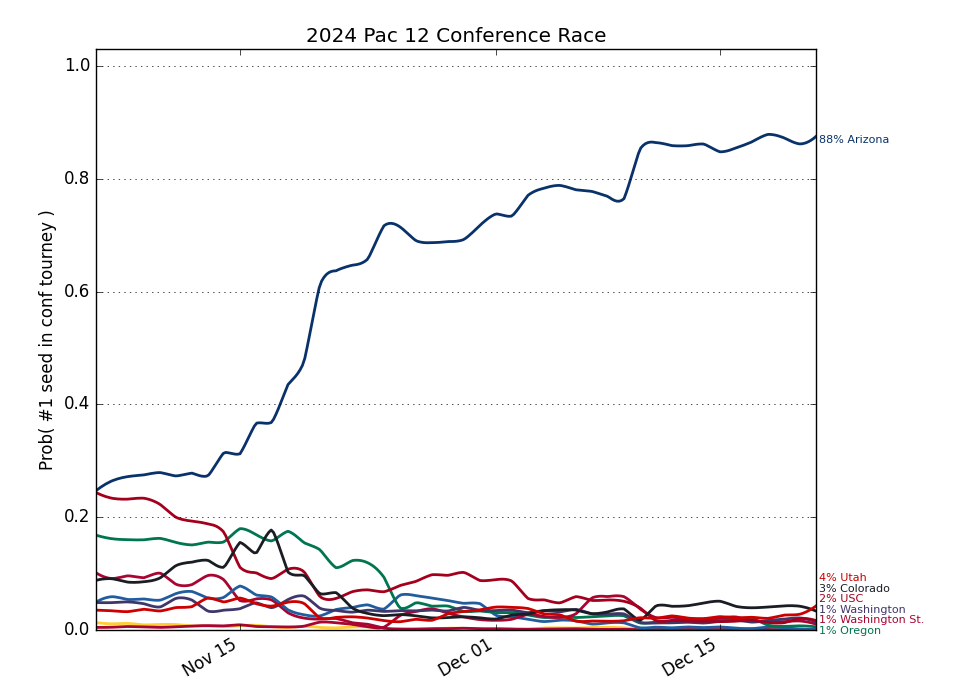 2024 Pac 12 Conference Race
Prob( #1 seed in conf tourney )
1.0
0.8
0.6
0.4
0.2
0.0
Nov 15
Dec 01
Dec 15
88% Arizona
4% Utah
3% Colorado
2% USC
1% Washington
1% Washington St.
1% Oregon